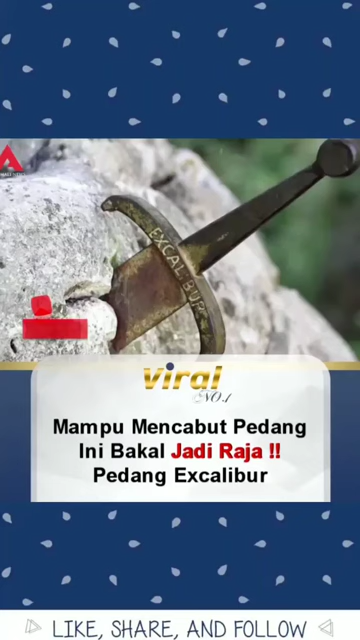 EXCALIBUR
viral
NO.1
Mampu Mencabut Pedang
Ini Bakal Jadi Raja !!
Pedang Excalibur
LIKE, SHARE, AND FOLLOW